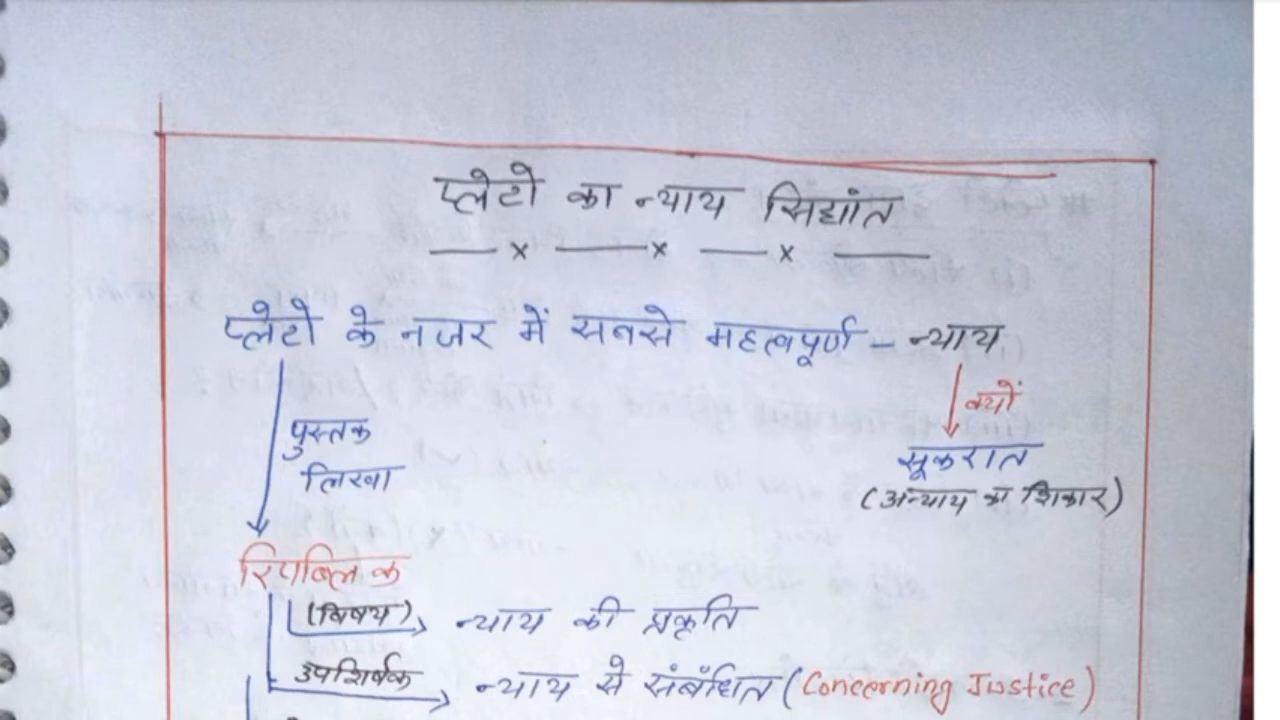 प्लेटो का न्याय सिद्यांत
प्लेटो के नजर में सबसे महत्वपूर्ण - न्याय
क्यों
पुस्तक
लिखा
सूकरात
(अन्याय का शिकार)
रिपब्लिक
(विषय) न्याय की प्रकृति
उपशिर्षक न्याय से संबंधित (Concerning Justice)